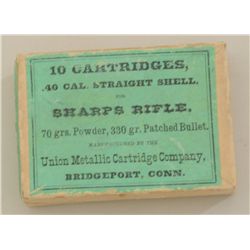 10 CARTRIDGES,
.40 CAL. STRAIGHT SHELL.
FOR
SHARPS RIFLE,
70 grs. Powder, 330 gr. Patched Bullet.
MANUFACTURED BY THE
Union Metallic Cartridge Company,
BRIDGEPORT, CONN.